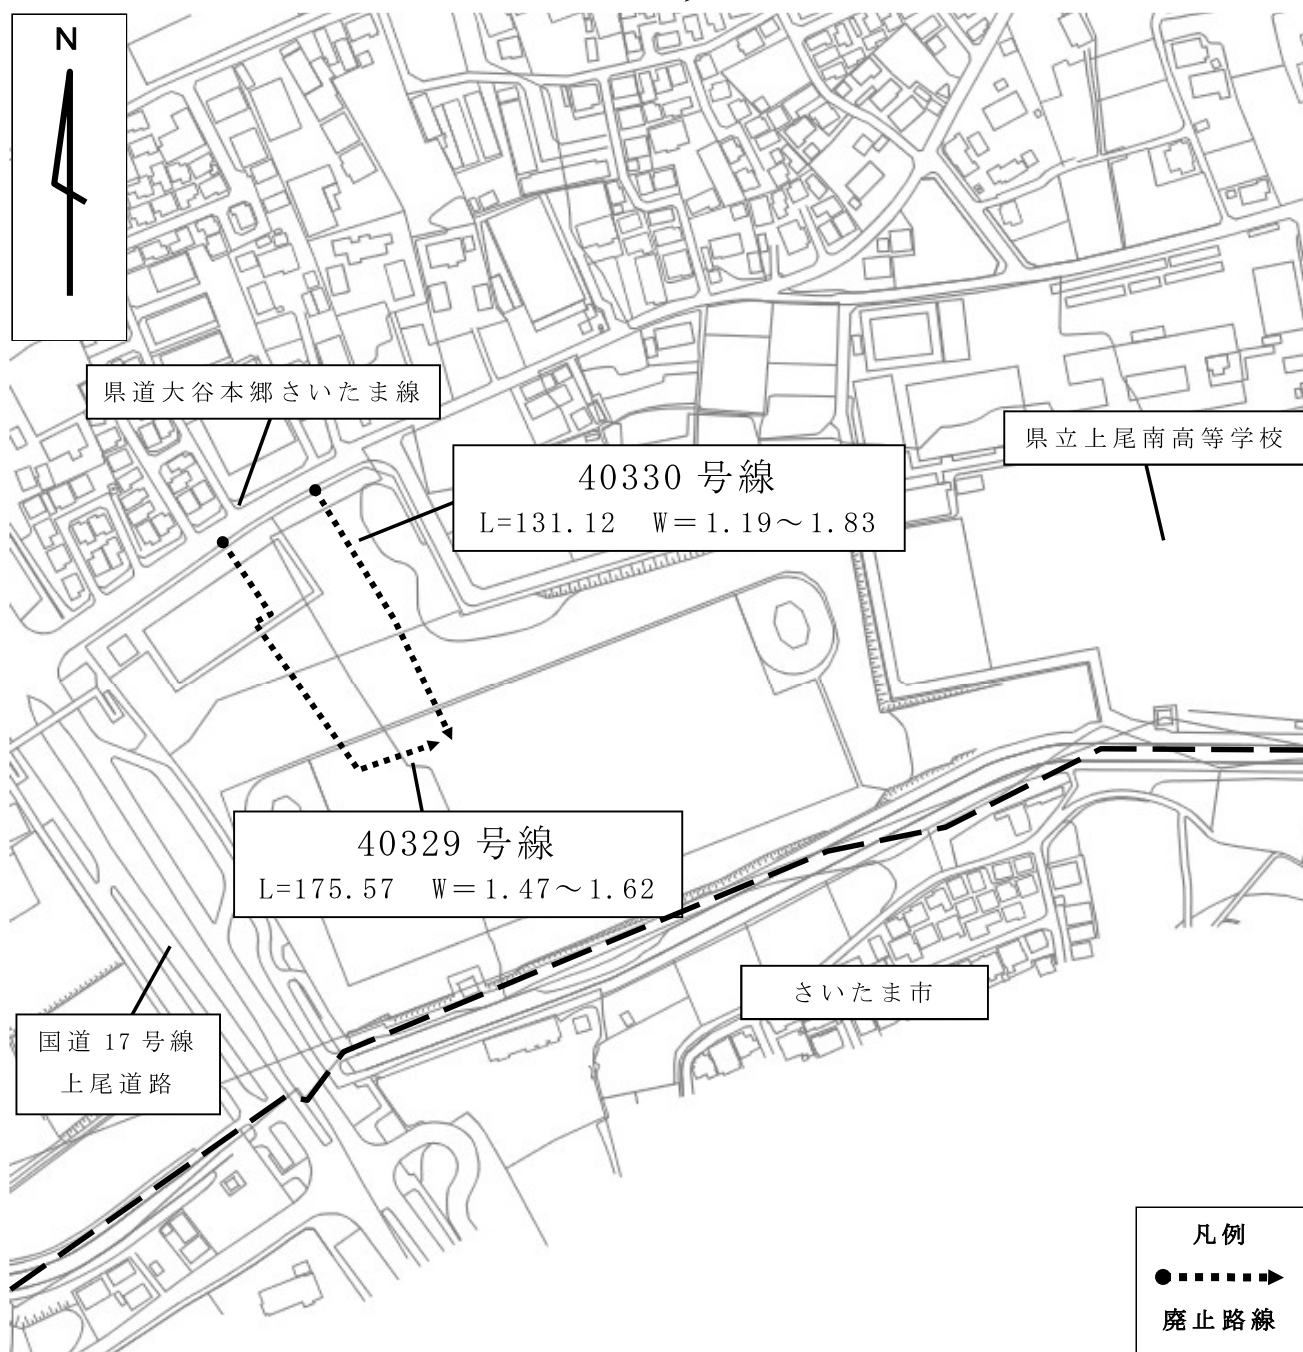 N
県道大谷本郷さいたま線
県立上尾南高等学校
40330 号線
L=131.12 W=1.19～1.83
40329 号線
L=175.57 W=1.47～1.62
さいたま市
国道 17 号線
上尾道路
凡例
廃止路線